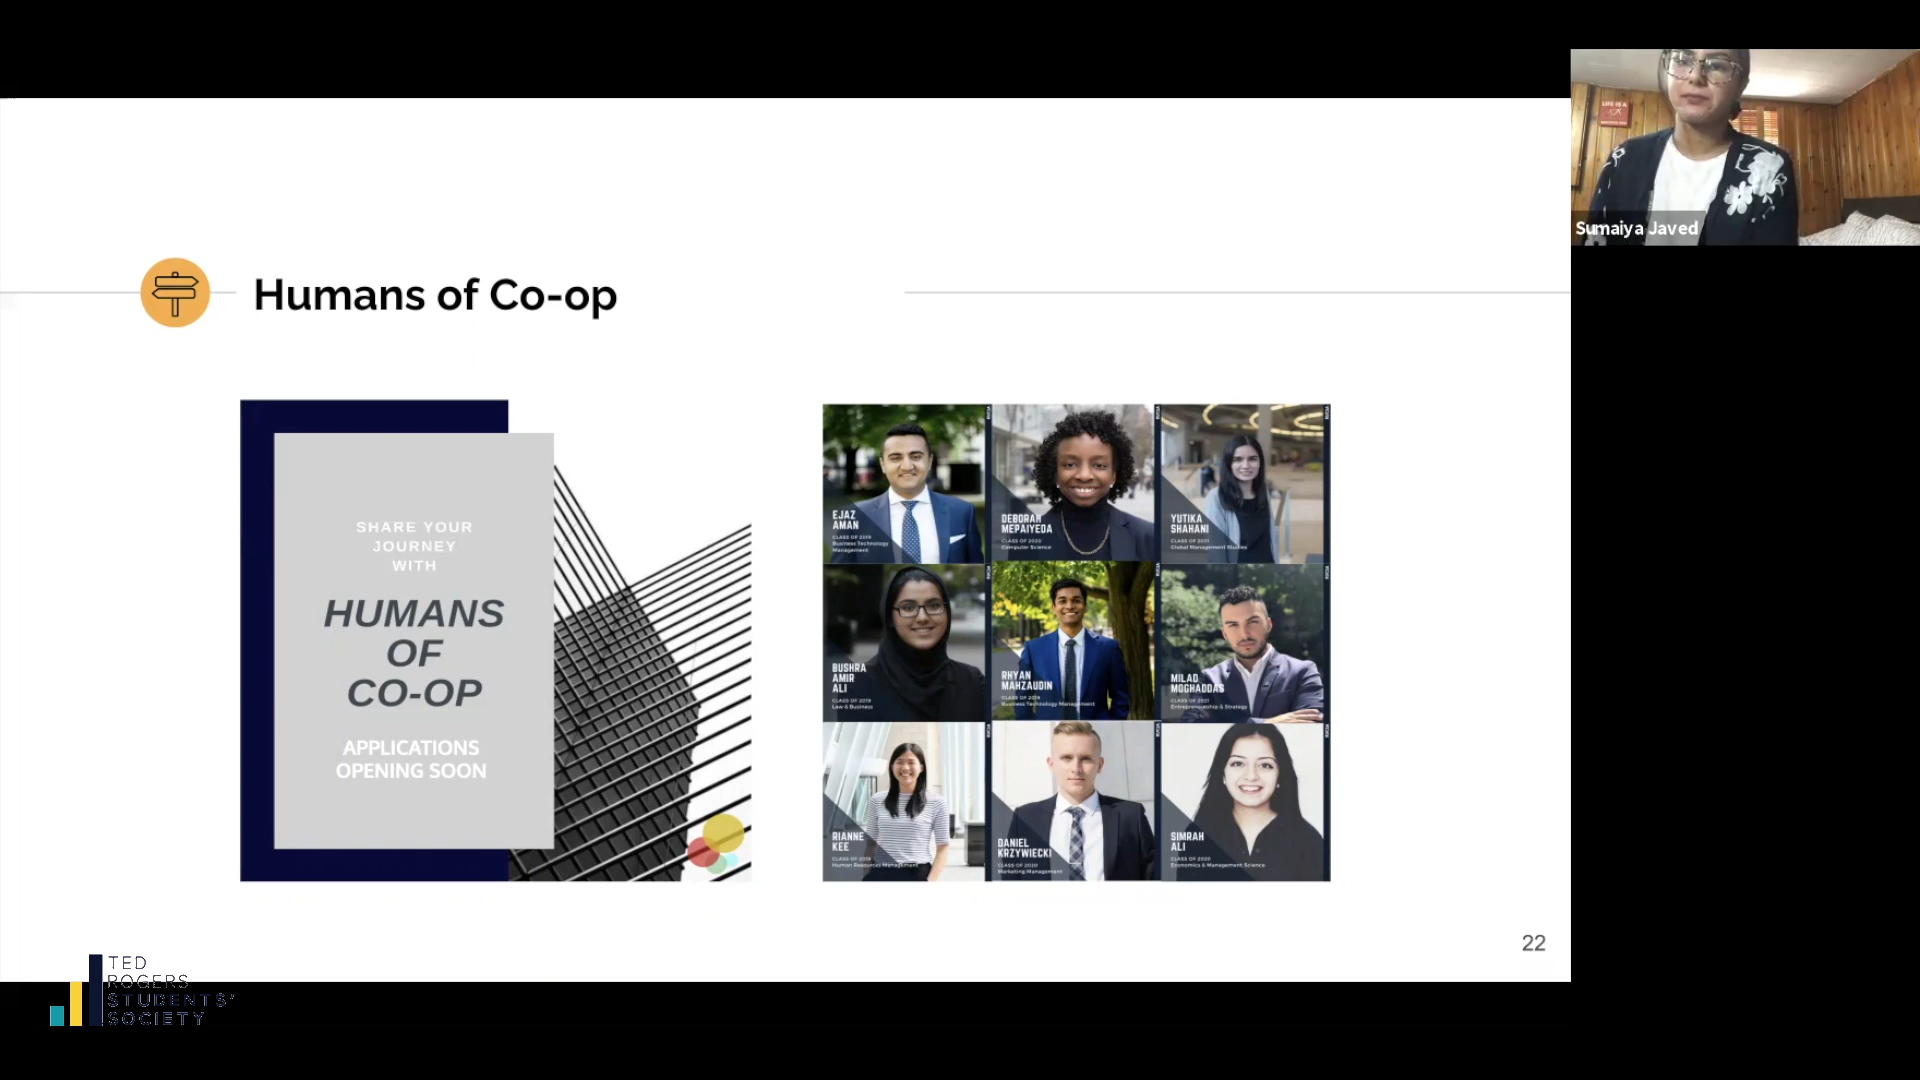 Humans of Co-op
SHARE YOUR
JOURNEY
WITH
HUMANS
OF
CO-OP
APPLICATIONS
OPENING SOON
EJAZ
AMAN
CLASS OF 2019
Business Technology
Management
DEBORAH
MEPAIYEDA
CLASS OF 2020
Computer Science
YUTIKA
SHAHANI
CLASS OF 2021
Global Management Studies
BUSHRA
AMIR
ALI
CLASS OF 2019
Law & Business
RHYAN
MAHZAUDIN
CLASS OF 2019
Business Technology Management
MILAD
MOGHADDAS
CLASS OF 2021
Entrepreneurship & Strategy
RIANNE
KEE
CLASS OF 2019
Human Resources Management
DANIEL
KRZYWIECKI
CLASS OF 2020
Marketing Management
SIMRAH
ALI
CLASS OF 2020
Economics & Management Science
22
TED
ROGERS
STUDENTS'
SOCIETY
LIFE IS A
Sumaiya Javed